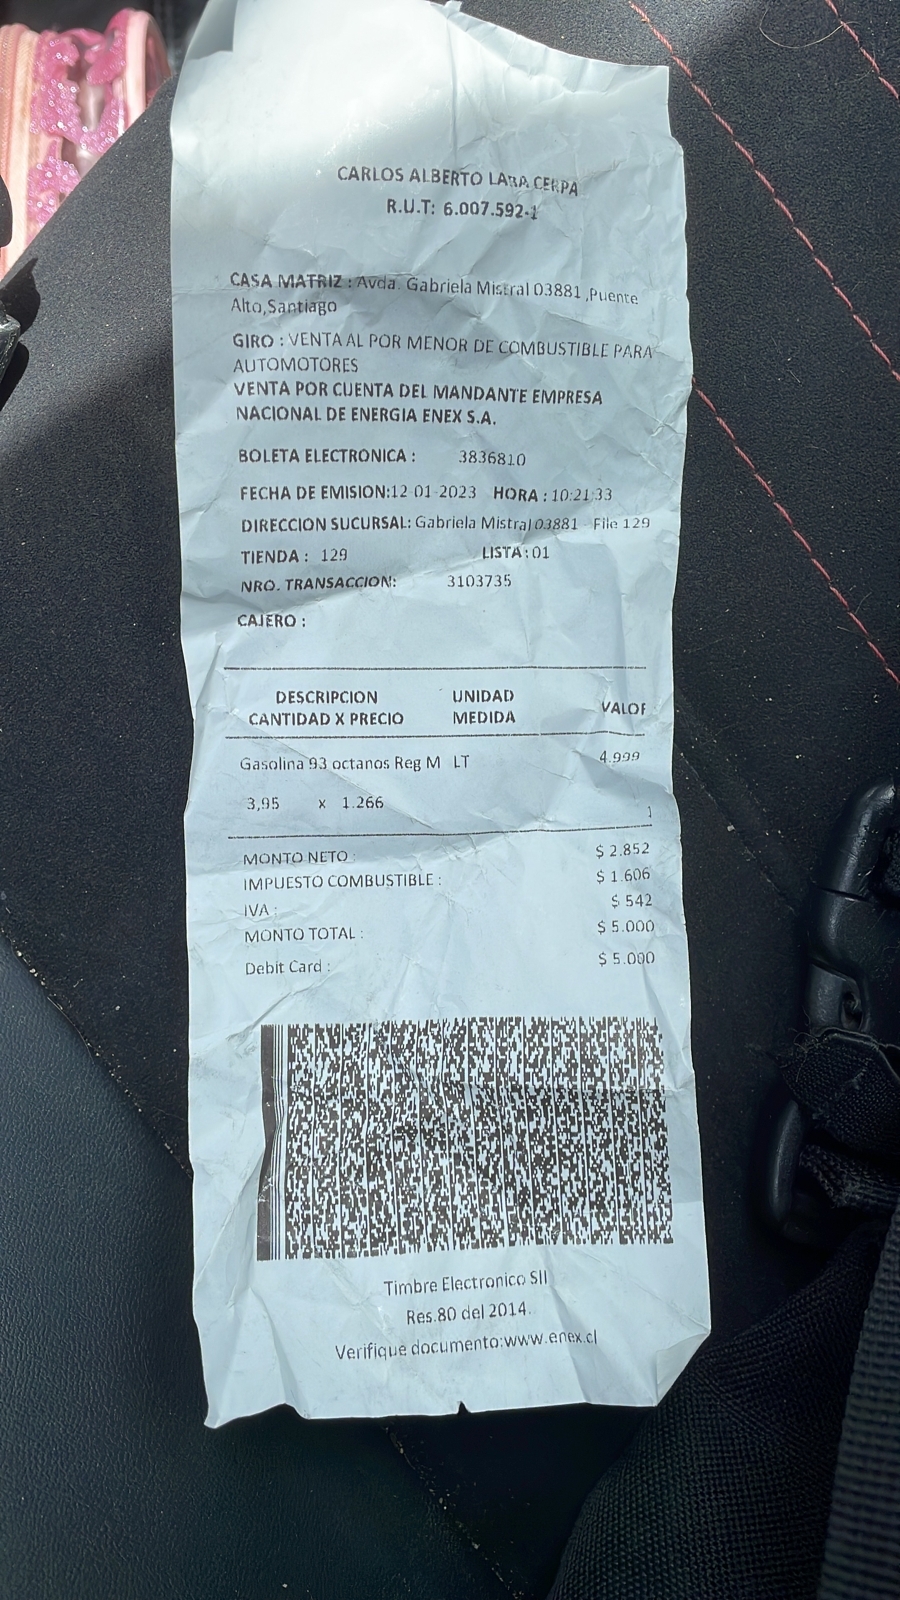 CARLOS ALBERTO LARA CERPA
R.U.T: 6.007.592-1
CASA MATRIZ : Avda. Gabriela Mistral 03881 ,Puente
Alto,Santiago
GIRO : VENTA AL POR MENOR DE COMBUSTIBLE PARA
AUTOMOTORES
VENTA POR CUENTA DEL MANDANTE EMPRESA
NACIONAL DE ENERGIA ENEX S.A.
BOLETA ELECTRONICA : 3836810
FECHA DE EMISION:12-01-2023 HORA : 10:21:33
DIRECCION SUCURSAL: Gabriela Mistral 03881 - File 129
TIENDA : 129 LISTA : 01
NRO. TRANSACCION: 3103735
CAJERO :
DESCRIPCION UNIDAD
CANTIDAD X PRECIO MEDIDA VALOR
Gasolina 93 octanos Reg M LT 4.999
3,95 x 1.266
1
MONTO NETO : $ 2.852
IMPUESTO COMBUSTIBLE : $ 1.606
IVA : $ 542
MONTO TOTAL : $ 5.000
Debit Card : $ 5.000
Timbre Electronico SII
Res.80 del 2014.
Verifique documento:www.enex.cl